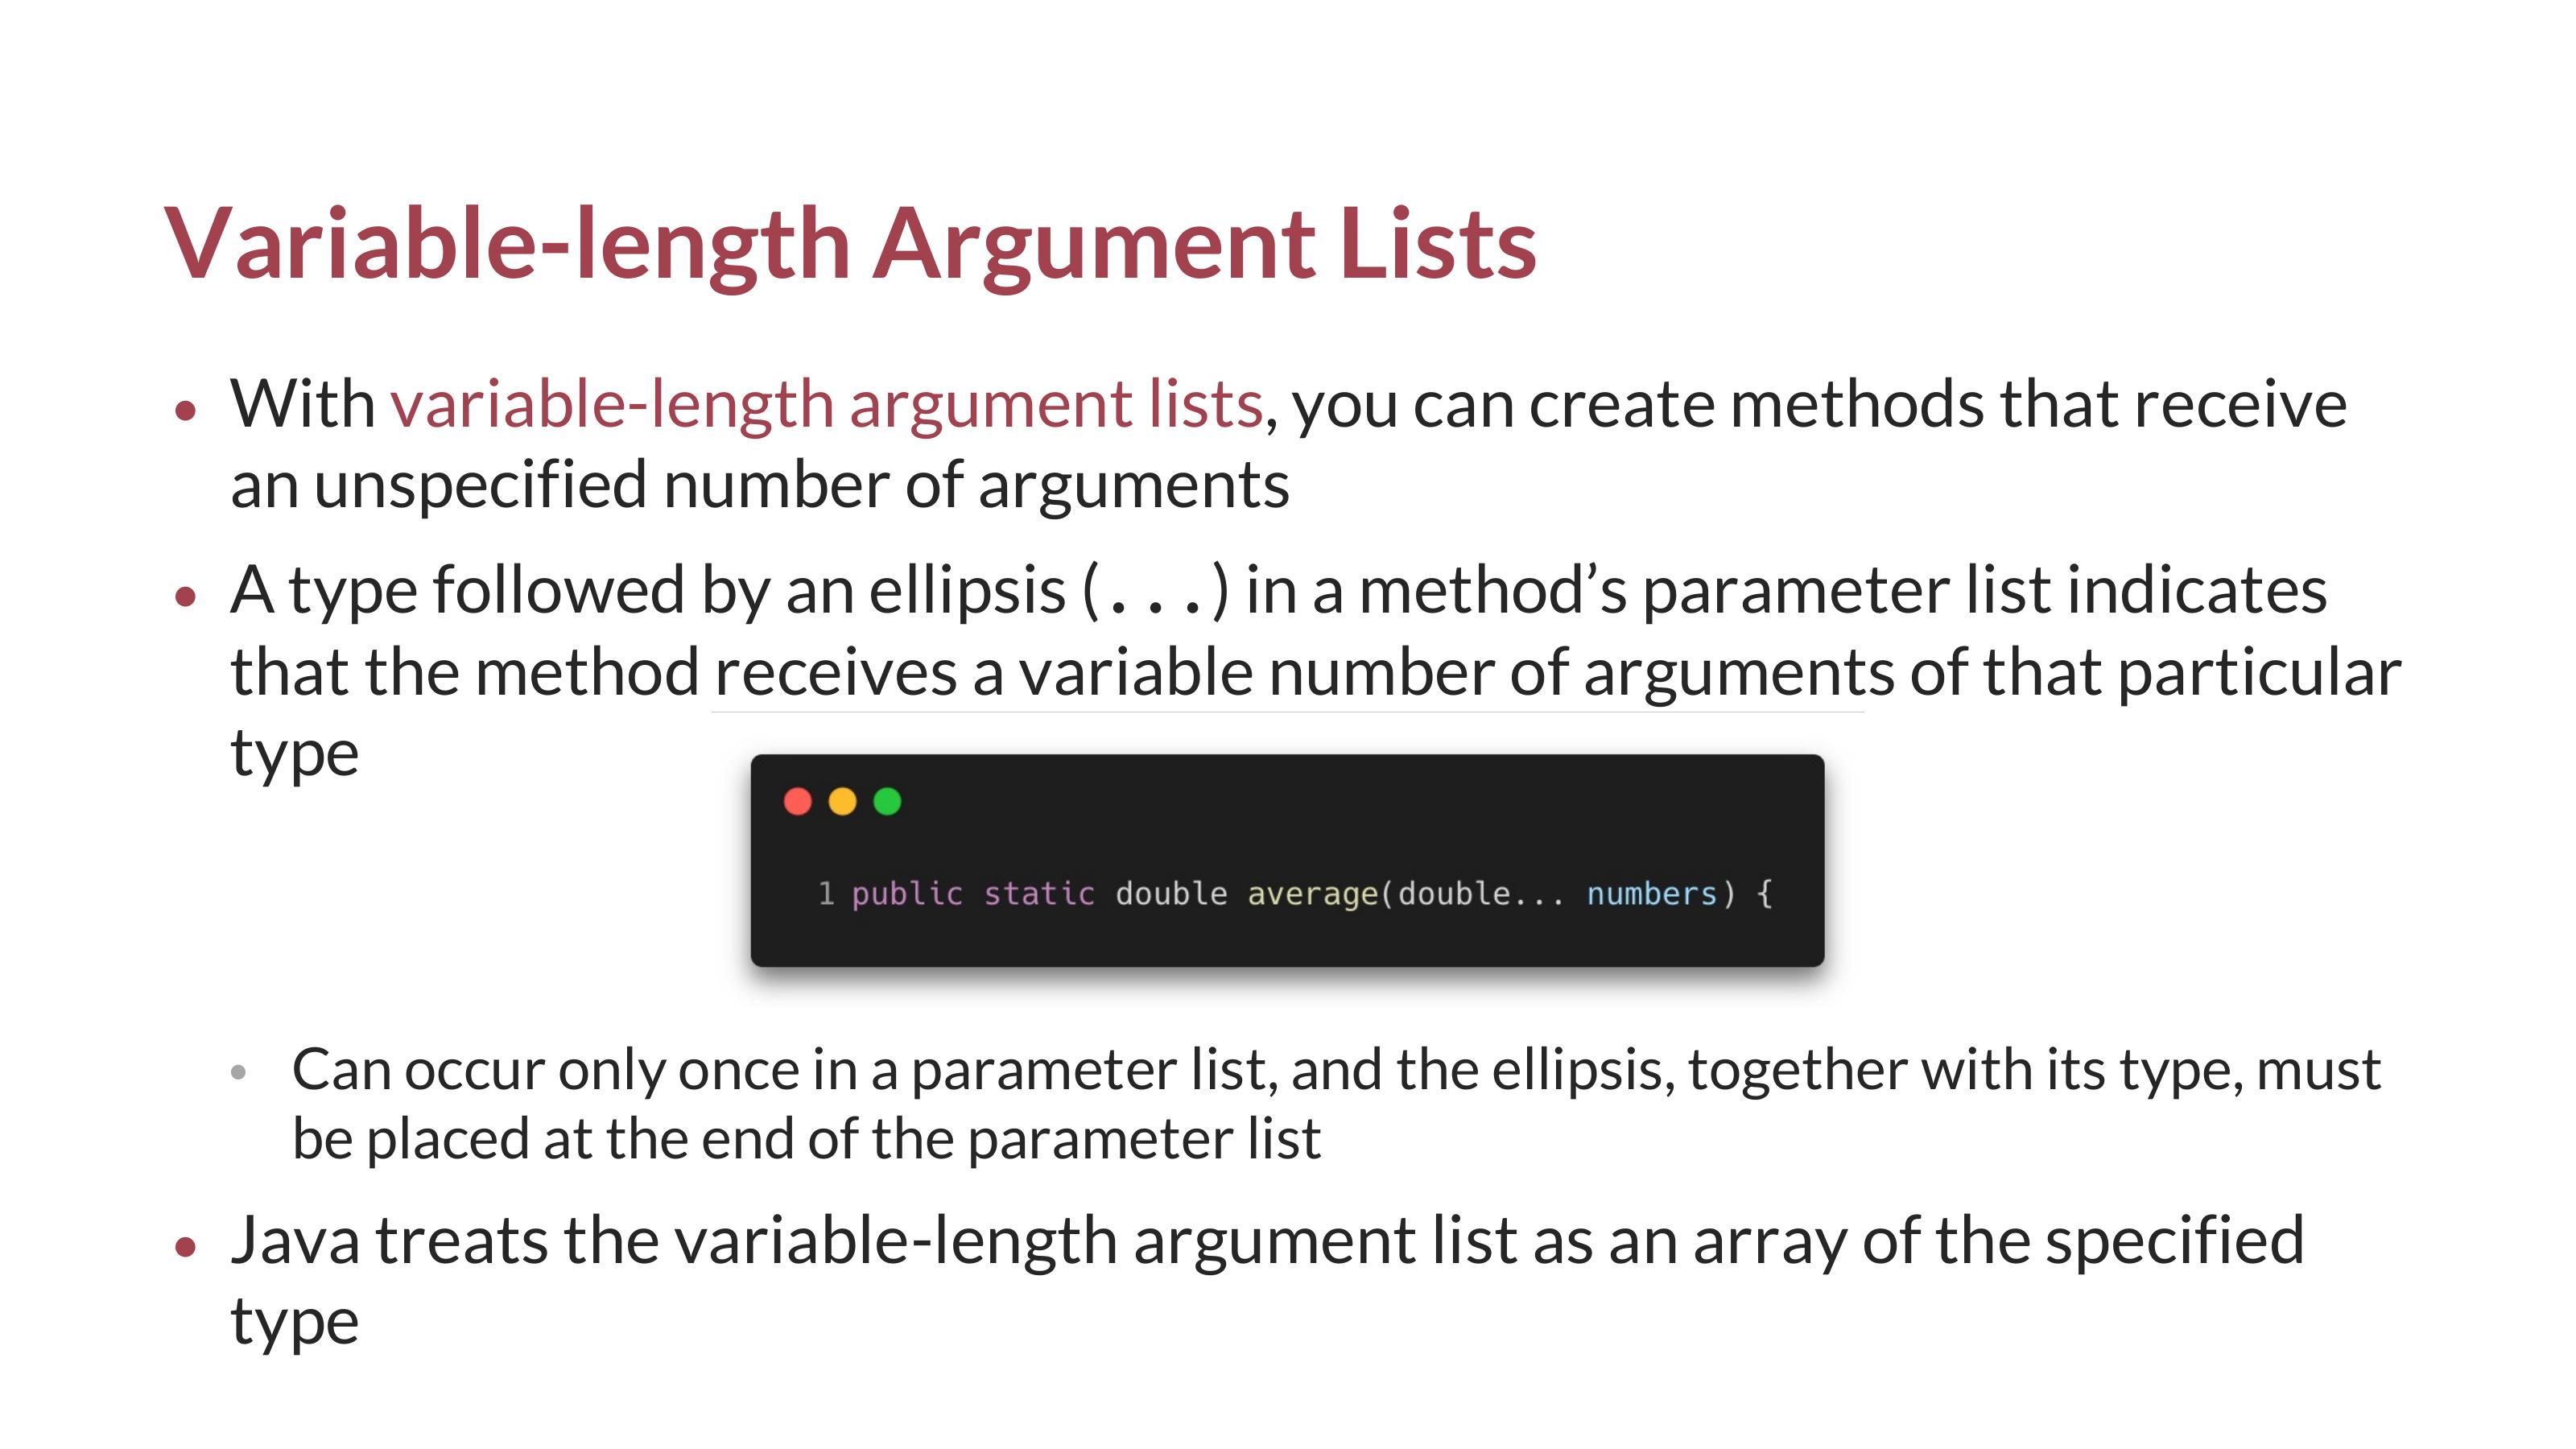 Variable-length Argument Lists
• With variable-length argument lists, you can create methods that receive
an unspecified number of arguments
• A type followed by an ellipsis (...) in a method’s parameter list indicates
that the method receives a variable number of arguments of that particular
type
1 public static double average(double... numbers) {
• Can occur only once in a parameter list, and the ellipsis, together with its type, must
be placed at the end of the parameter list
• Java treats the variable-length argument list as an array of the specified
type